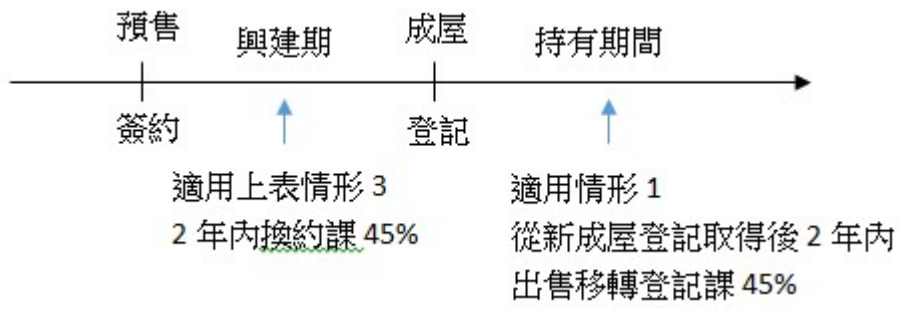 預售
興建期
成屋
持有期間
簽約
登記
適用上表情形 3
2 年內換約課 45%
適用情形 1
從新成屋登記取得後 2 年內
出售移轉登記課 45%